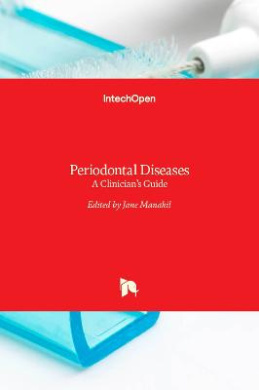 IntechOpen
Periodontal Diseases
A Clinician's Guide
Edited by Jane Manakil